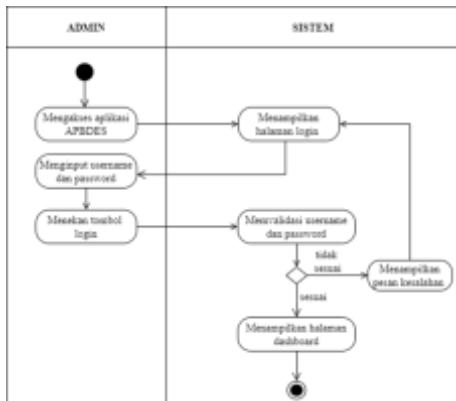 ADMIN
SISTEM
Mengakses aplikasi
APBDES
Menampilkan
halaman login
Menginput username
dan password
Menekan tombol
login
Memvalidasi username
dan password
tidak
sesuai
Menampilkan
pesan kesalahan
sesuai
Menampilkan halaman
dashboard